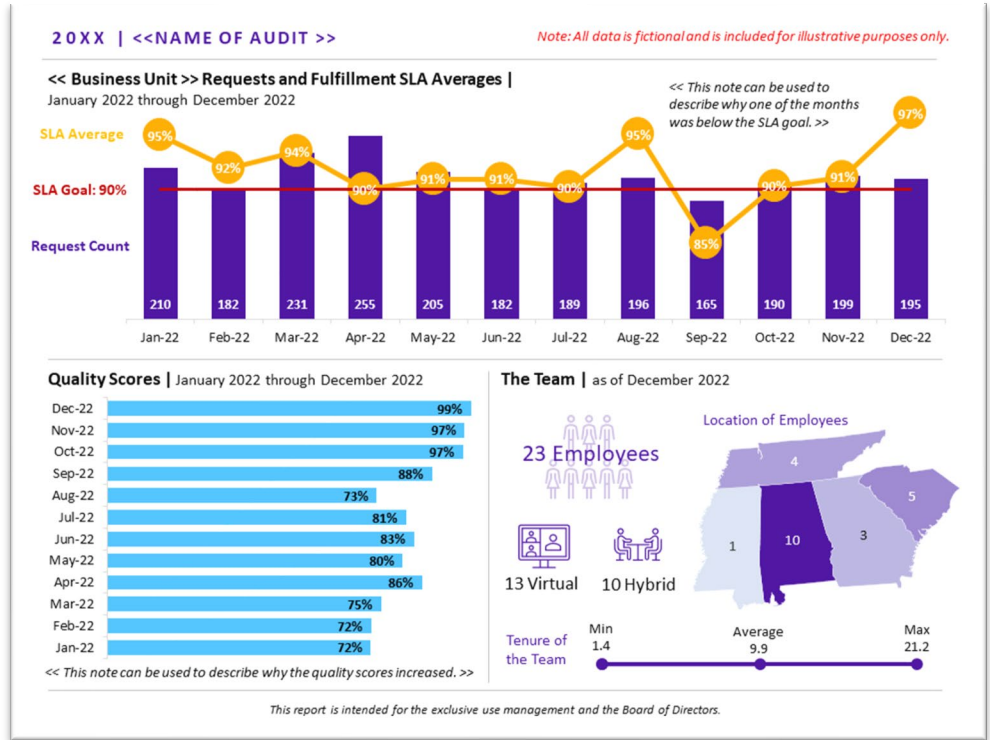 20XX | <<NAME OF AUDIT >>
Note: All data is fictional and is included for illustrative purposes only.
<< Business Unit >> Requests and Fulfillment SLA Averages |
January 2022 through December 2022
<< This note can be used to
describe why one of the months
was below the SLA goal. >>
SLA Average
95%
92%
94%
90%
91%
91%
90%
95%
85%
90%
91%
97%
SLA Goal: 90%
Request Count
210
182
231
255
205
182
189
196
165
190
199
195
Jan-22
Feb-22
Mar-22
Apr-22
May-22
Jun-22
Jul-22
Aug-22
Sep-22
Oct-22
Nov-22
Dec-22
Quality Scores | January 2022 through December 2022
Dec-22 99%
Nov-22 97%
Oct-22 97%
Sep-22 88%
Aug-22 73%
Jul-22 81%
Jun-22 83%
May-22 80%
Apr-22 86%
Mar-22 75%
Feb-22 72%
Jan-22 72%
<< This note can be used to describe why the quality scores increased. >>
The Team | as of December 2022
23 Employees
13 Virtual
10 Hybrid
Location of Employees
4
5
1
10
3
Tenure of
the Team
Min
1.4
Average
9.9
Max
21.2
This report is intended for the exclusive use management and the Board of Directors.